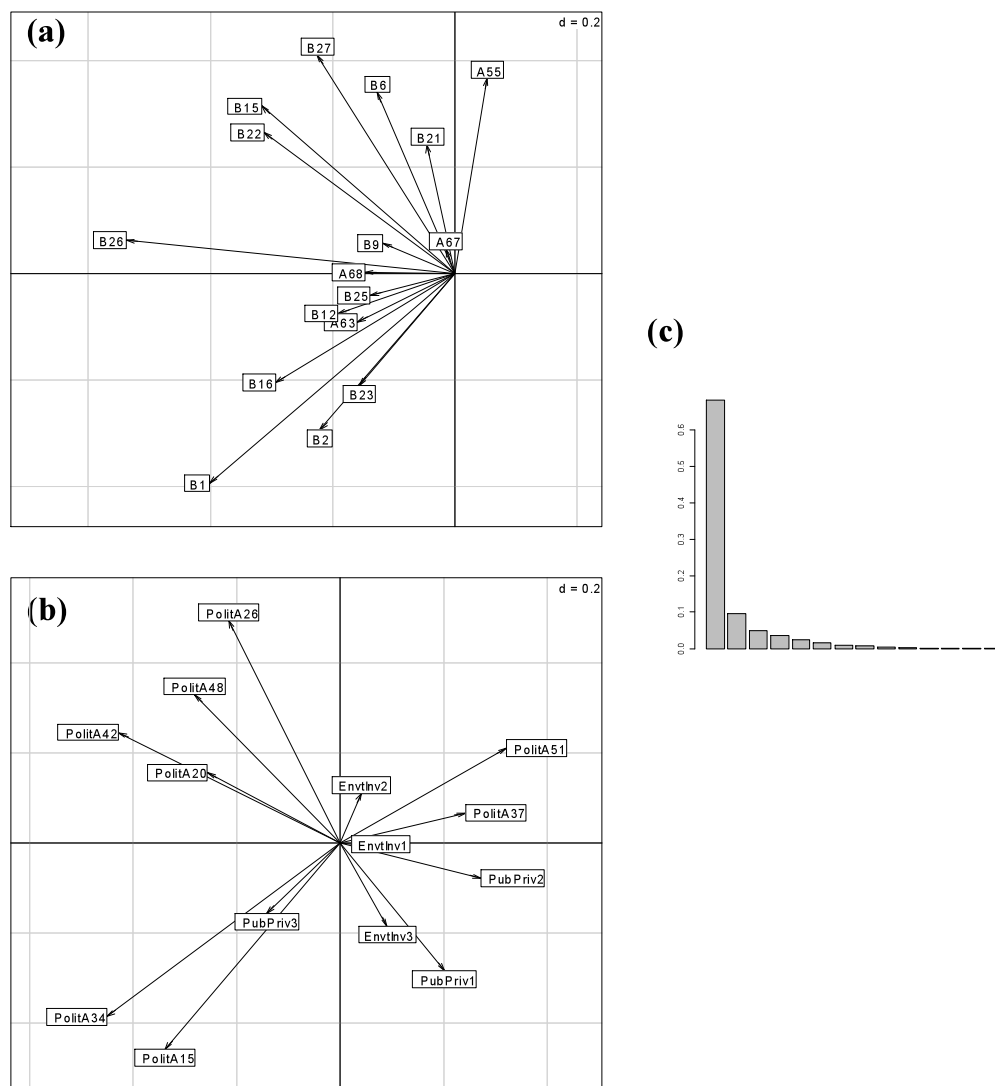 (a)
d = 0.2
B27
A55
B6
B15
B22
B21
A67
B9
B26
A68
B25
B12
A63
B16
B23
B2
B1
(c)
0.6
0.5
0.4
0.3
0.2
0.1
0.0
(b)
d = 0.2
PolitA26
PolitA48
PolitA42
PolitA51
PolitA20
EnvtInv2
PolitA37
EnvtInv1
PubPriv2
PubPriv3
EnvtInv3
PubPriv1
PolitA34
PolitA15